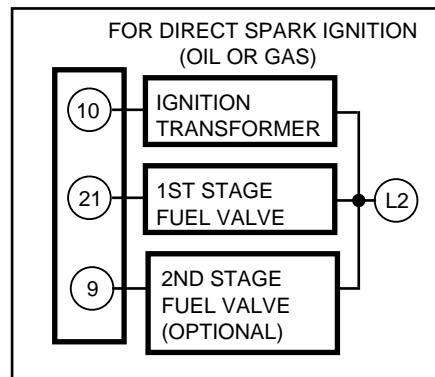 FOR DIRECT SPARK IGNITION
(OIL OR GAS)
10
IGNITION
TRANSFORMER
21
1ST STAGE
FUEL VALVE
L2
9
2ND STAGE
FUEL VALVE
(OPTIONAL)